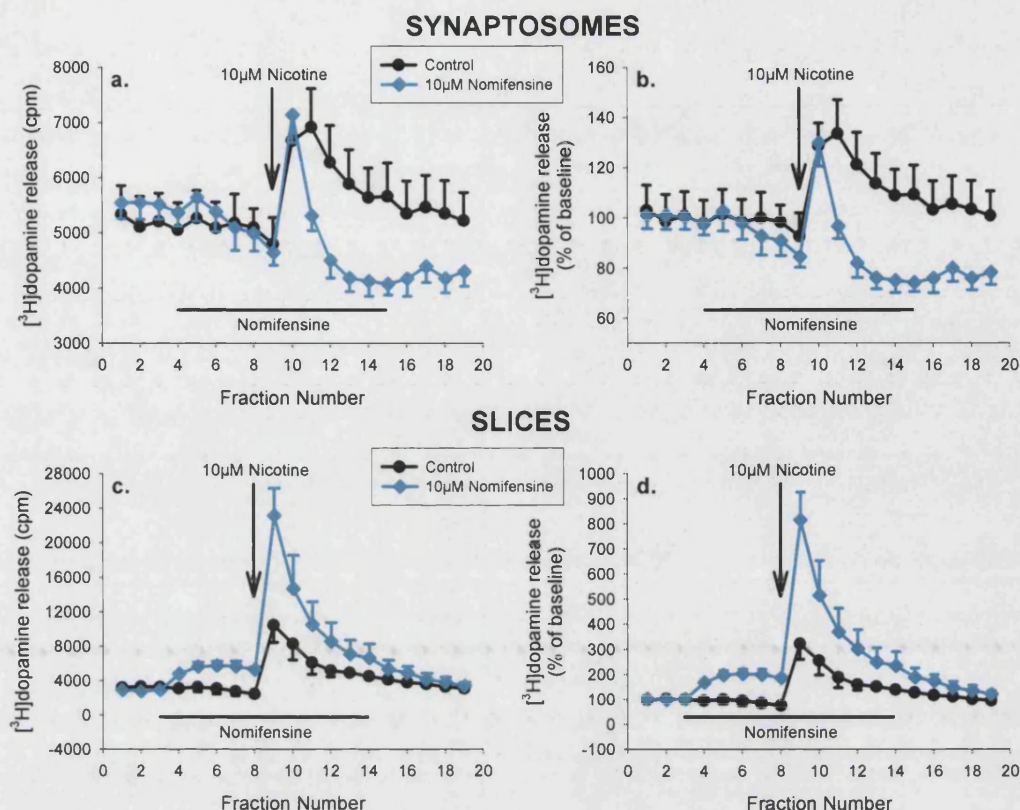 SYNAPTOSOMES
Control
10µM Nomifensine
a.
10µM Nicotine
[³H]dopamine release (cpm)
8000
7000
6000
5000
4000
3000
Nomifensine
0 2 4 6 8 10 12 14 16 18 20
Fraction Number
b.
10µM Nicotine
[³H]dopamine release
(% of baseline)
160
140
120
100
80
60
Nomifensine
0 2 4 6 8 10 12 14 16 18 20
Fraction Number
SLICES
Control
10µM Nomifensine
c.
10µM Nicotine
[³H]dopamine release (cpm)
28000
24000
20000
16000
12000
8000
4000
0
-4000
Nomifensine
0 2 4 6 8 10 12 14 16 18 20
Fraction Number
d.
10µM Nicotine
[³H]dopamine release
(% of baseline)
1000
900
800
700
600
500
400
300
200
100
0
-100
Nomifensine
0 2 4 6 8 10 12 14 16 18 20
Fraction Number